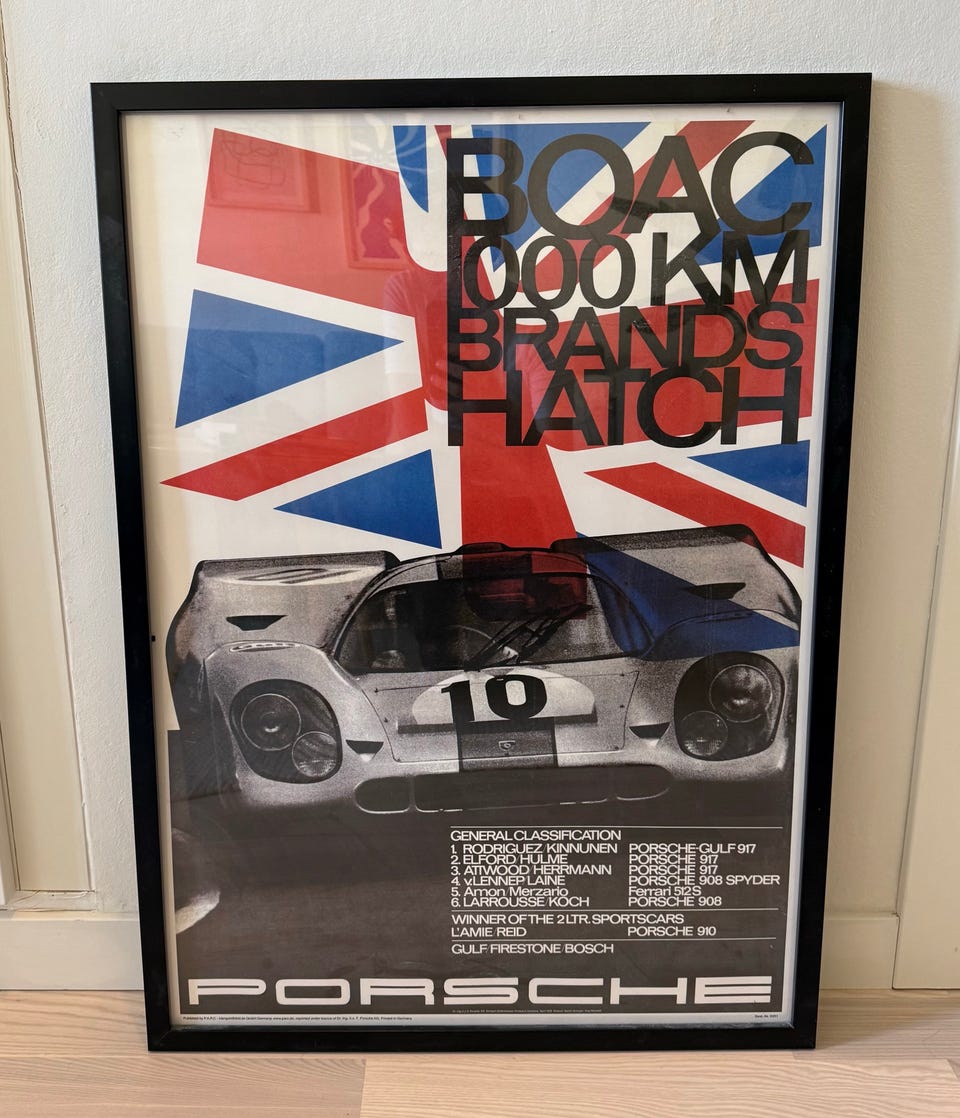 BOAC
1000 KM
BRANDS
HATCH
10
GENERAL CLASSIFICATION
1. RODRIGUEZ/KINNUNEN PORSCHE-GULF 917
2. ELFORD/HULME PORSCHE 917
3. ATTWOOD/HERRMANN PORSCHE 917
4. v.LENNEP/LAINE PORSCHE 908 SPYDER
5. Amon/Merzario Ferrari 512 S
6. LARROUSSE/KOCH PORSCHE 908
WINNER OF THE 2 LTR. SPORTSCARS
L'AMIE/REID PORSCHE 910
GULF/FIRESTONE/BOSCH
PORSCHE